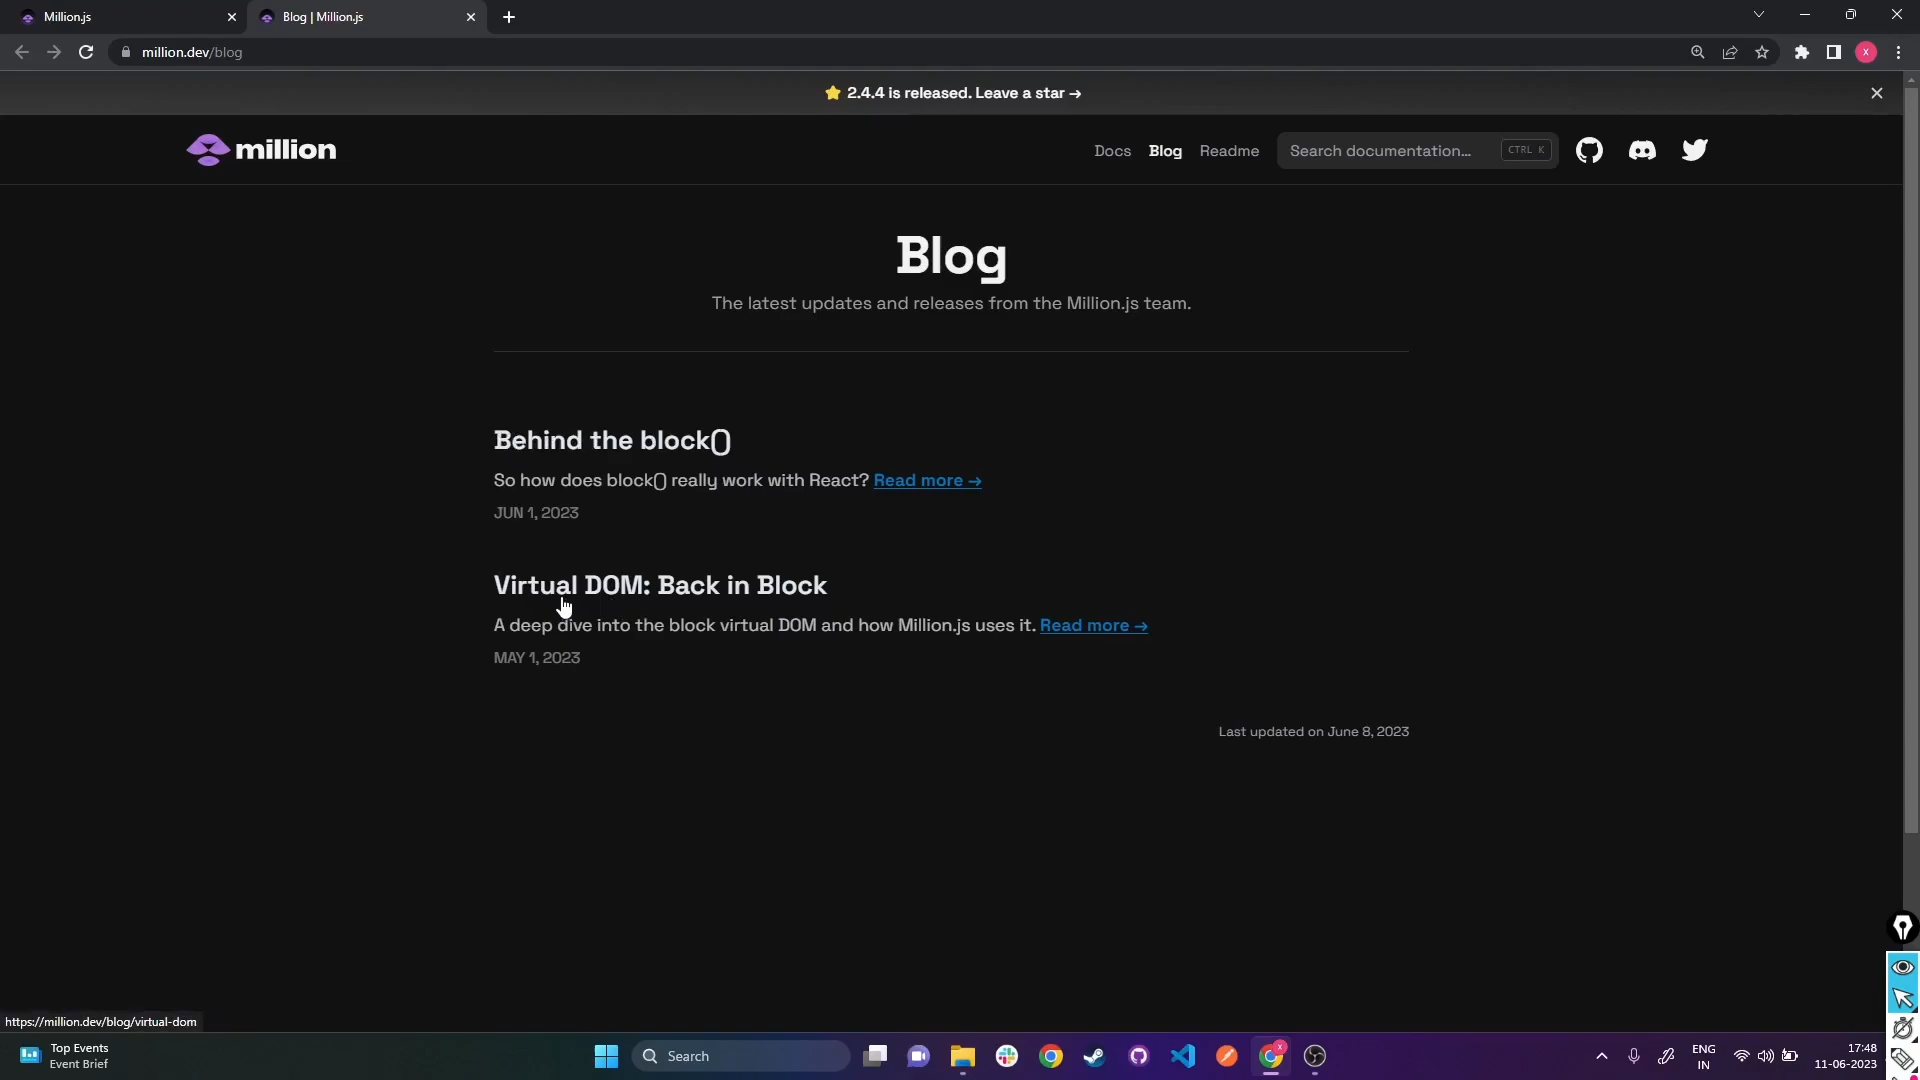 Million.js
Blog | Million.js
million.dev/blog
X
⭐ 2.4.4 is released. Leave a star →
million
Docs Blog Readme Search documentation... CTRL K
Blog
The latest updates and releases from the Million.js team.
Behind the block()
So how does block() really work with React? Read more →
JUN 1, 2023
Virtual DOM: Back in Block
A deep dive into the block virtual DOM and how Million.js uses it. Read more →
MAY 1, 2023
Last updated on June 8, 2023
https://million.dev/blog/virtual-dom
Top Events
Event Brief
Search
ENG
IN
17:48
11-06-2023